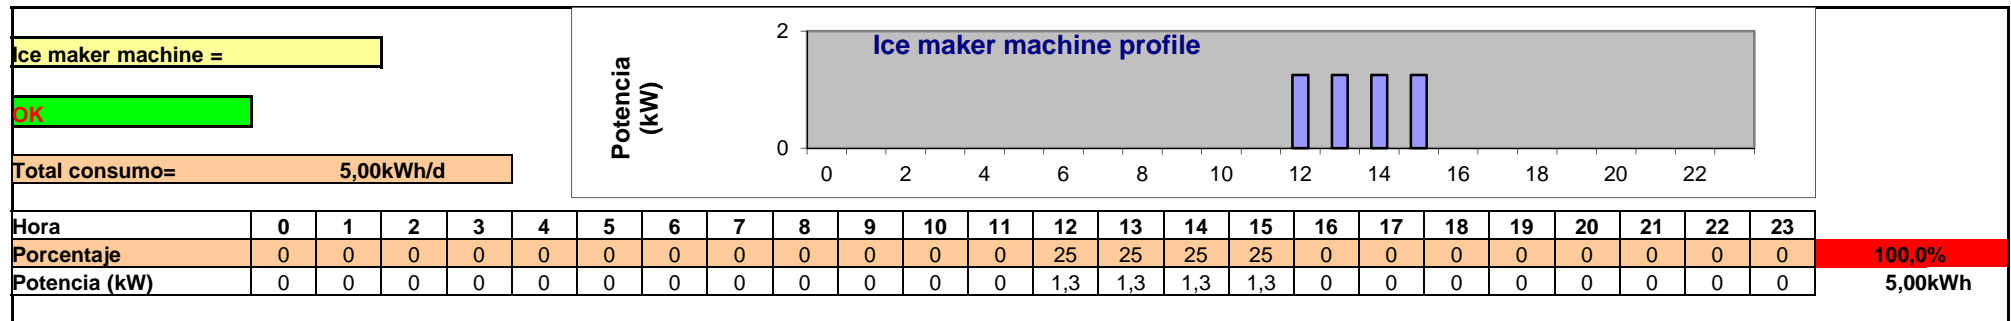 Ice maker machine =
OK
Total consumo= 5,00kWh/d
Ice maker machine profile
Potencia
(kW)
2
0
0 2 4 6 8 10 12 14 16 18 20 22
Hora 0 1 2 3 4 5 6 7 8 9 10 11 12 13 14 15 16 17 18 19 20 21 22 23
Porcentaje 0 0 0 0 0 0 0 0 0 0 0 0 25 25 25 25 0 0 0 0 0 0 0 0 100,0%
Potencia (kW) 0 0 0 0 0 0 0 0 0 0 0 0 1,3 1,3 1,3 1,3 0 0 0 0 0 0 0 0 5,00kWh